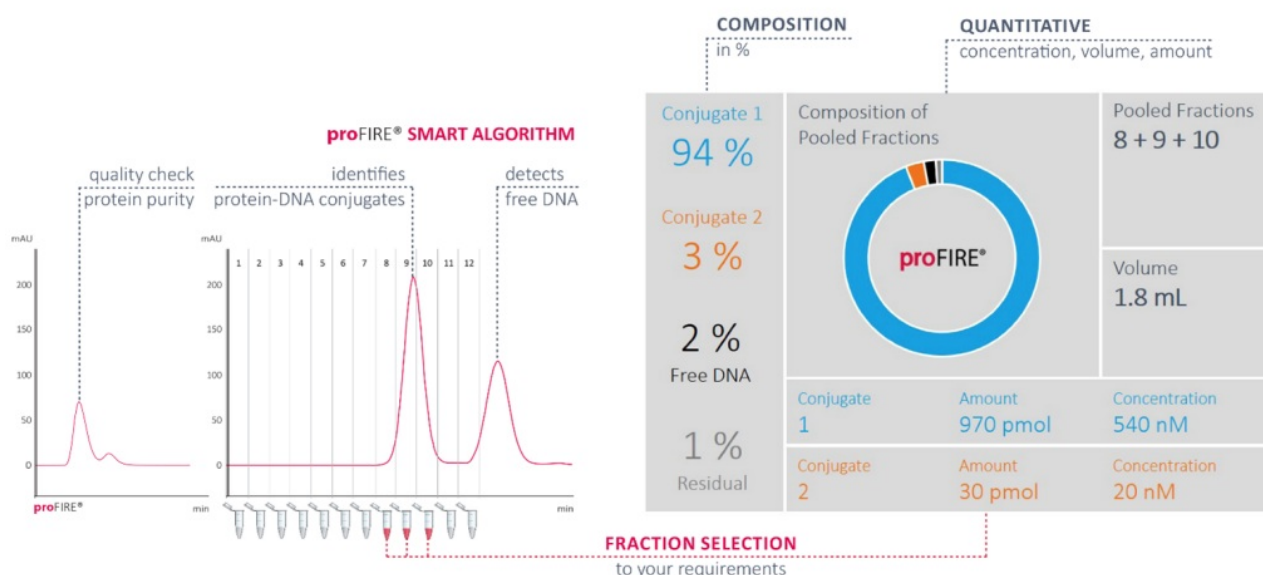 COMPOSITION
in %
QUANTITATIVE
concentration, volume, amount
proFIRE® SMART ALGORITHM
quality check
protein purity
identifies
protein-DNA conjugates
detects
free DNA
mAU
200
150
100
50
0
proFIRE®
min
mAU
1 2 3 4 5 6 7 8 9 10 11 12
200
150
100
50
0
min
Conjugate 1
94 %
Conjugate 2
3 %
2 %
Free DNA
1 %
Residual
Composition of
Pooled Fractions
proFIRE®
Pooled Fractions
8 + 9 + 10
Volume
1.8 mL
Conjugate Amount Concentration
1 970 pmol 540 nM
Conjugate Amount Concentration
2 30 pmol 20 nM
FRACTION SELECTION
to your requirements